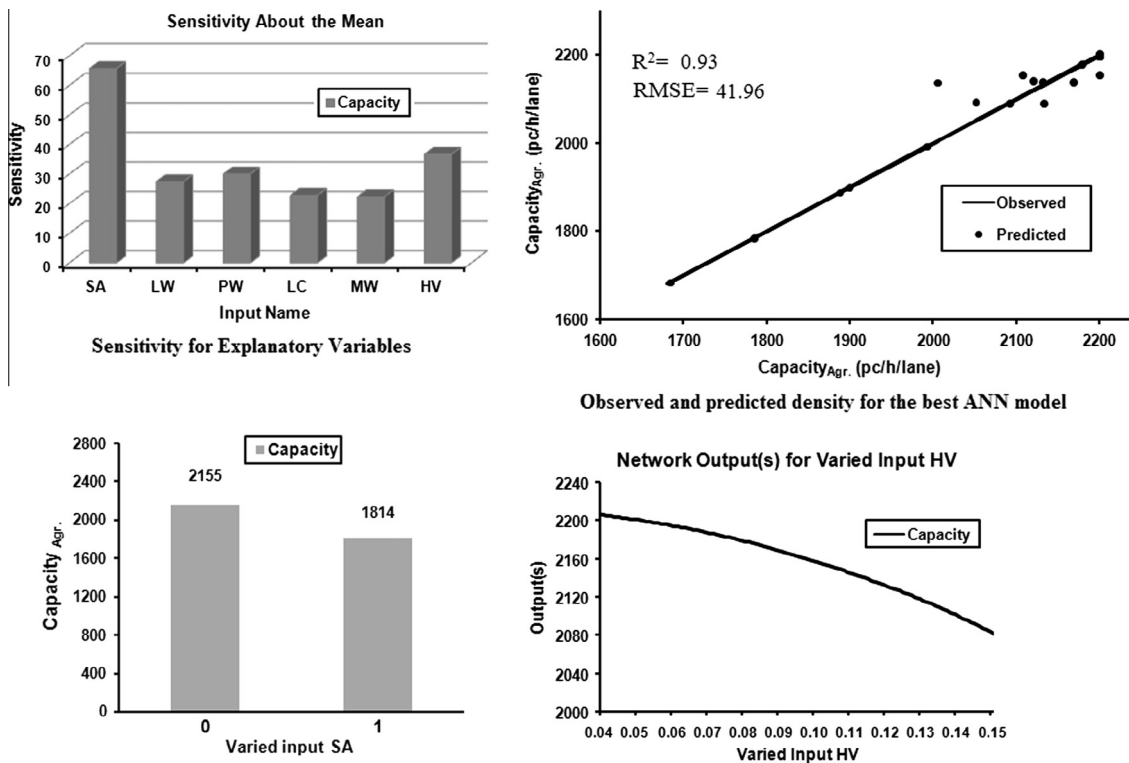 Sensitivity About the Mean
Sensitivity
70
60
50
40
30
20
10
0
Capacity
SA LW PW LC MW HV
Input Name
Sensitivity for Explanatory Variables
Capacity Agr. (pc/h/lane)
2200
2000
1800
1600
R²= 0.93
RMSE= 41.96
Observed
Predicted
1600 1700 1800 1900 2000 2100 2200
Capacity Agr. (pc/h/lane)
Observed and predicted density for the best ANN model
Capacity Agr.
2800
2400
2000
1600
1200
800
400
0
Capacity
2155
1814
0 1
Varied input SA
Network Output(s) for Varied Input HV
Output(s)
2240
2200
2160
2120
2080
2040
2000
Capacity
0.04 0.05 0.06 0.07 0.08 0.09 0.10 0.11 0.12 0.13 0.14 0.15
Varied Input HV